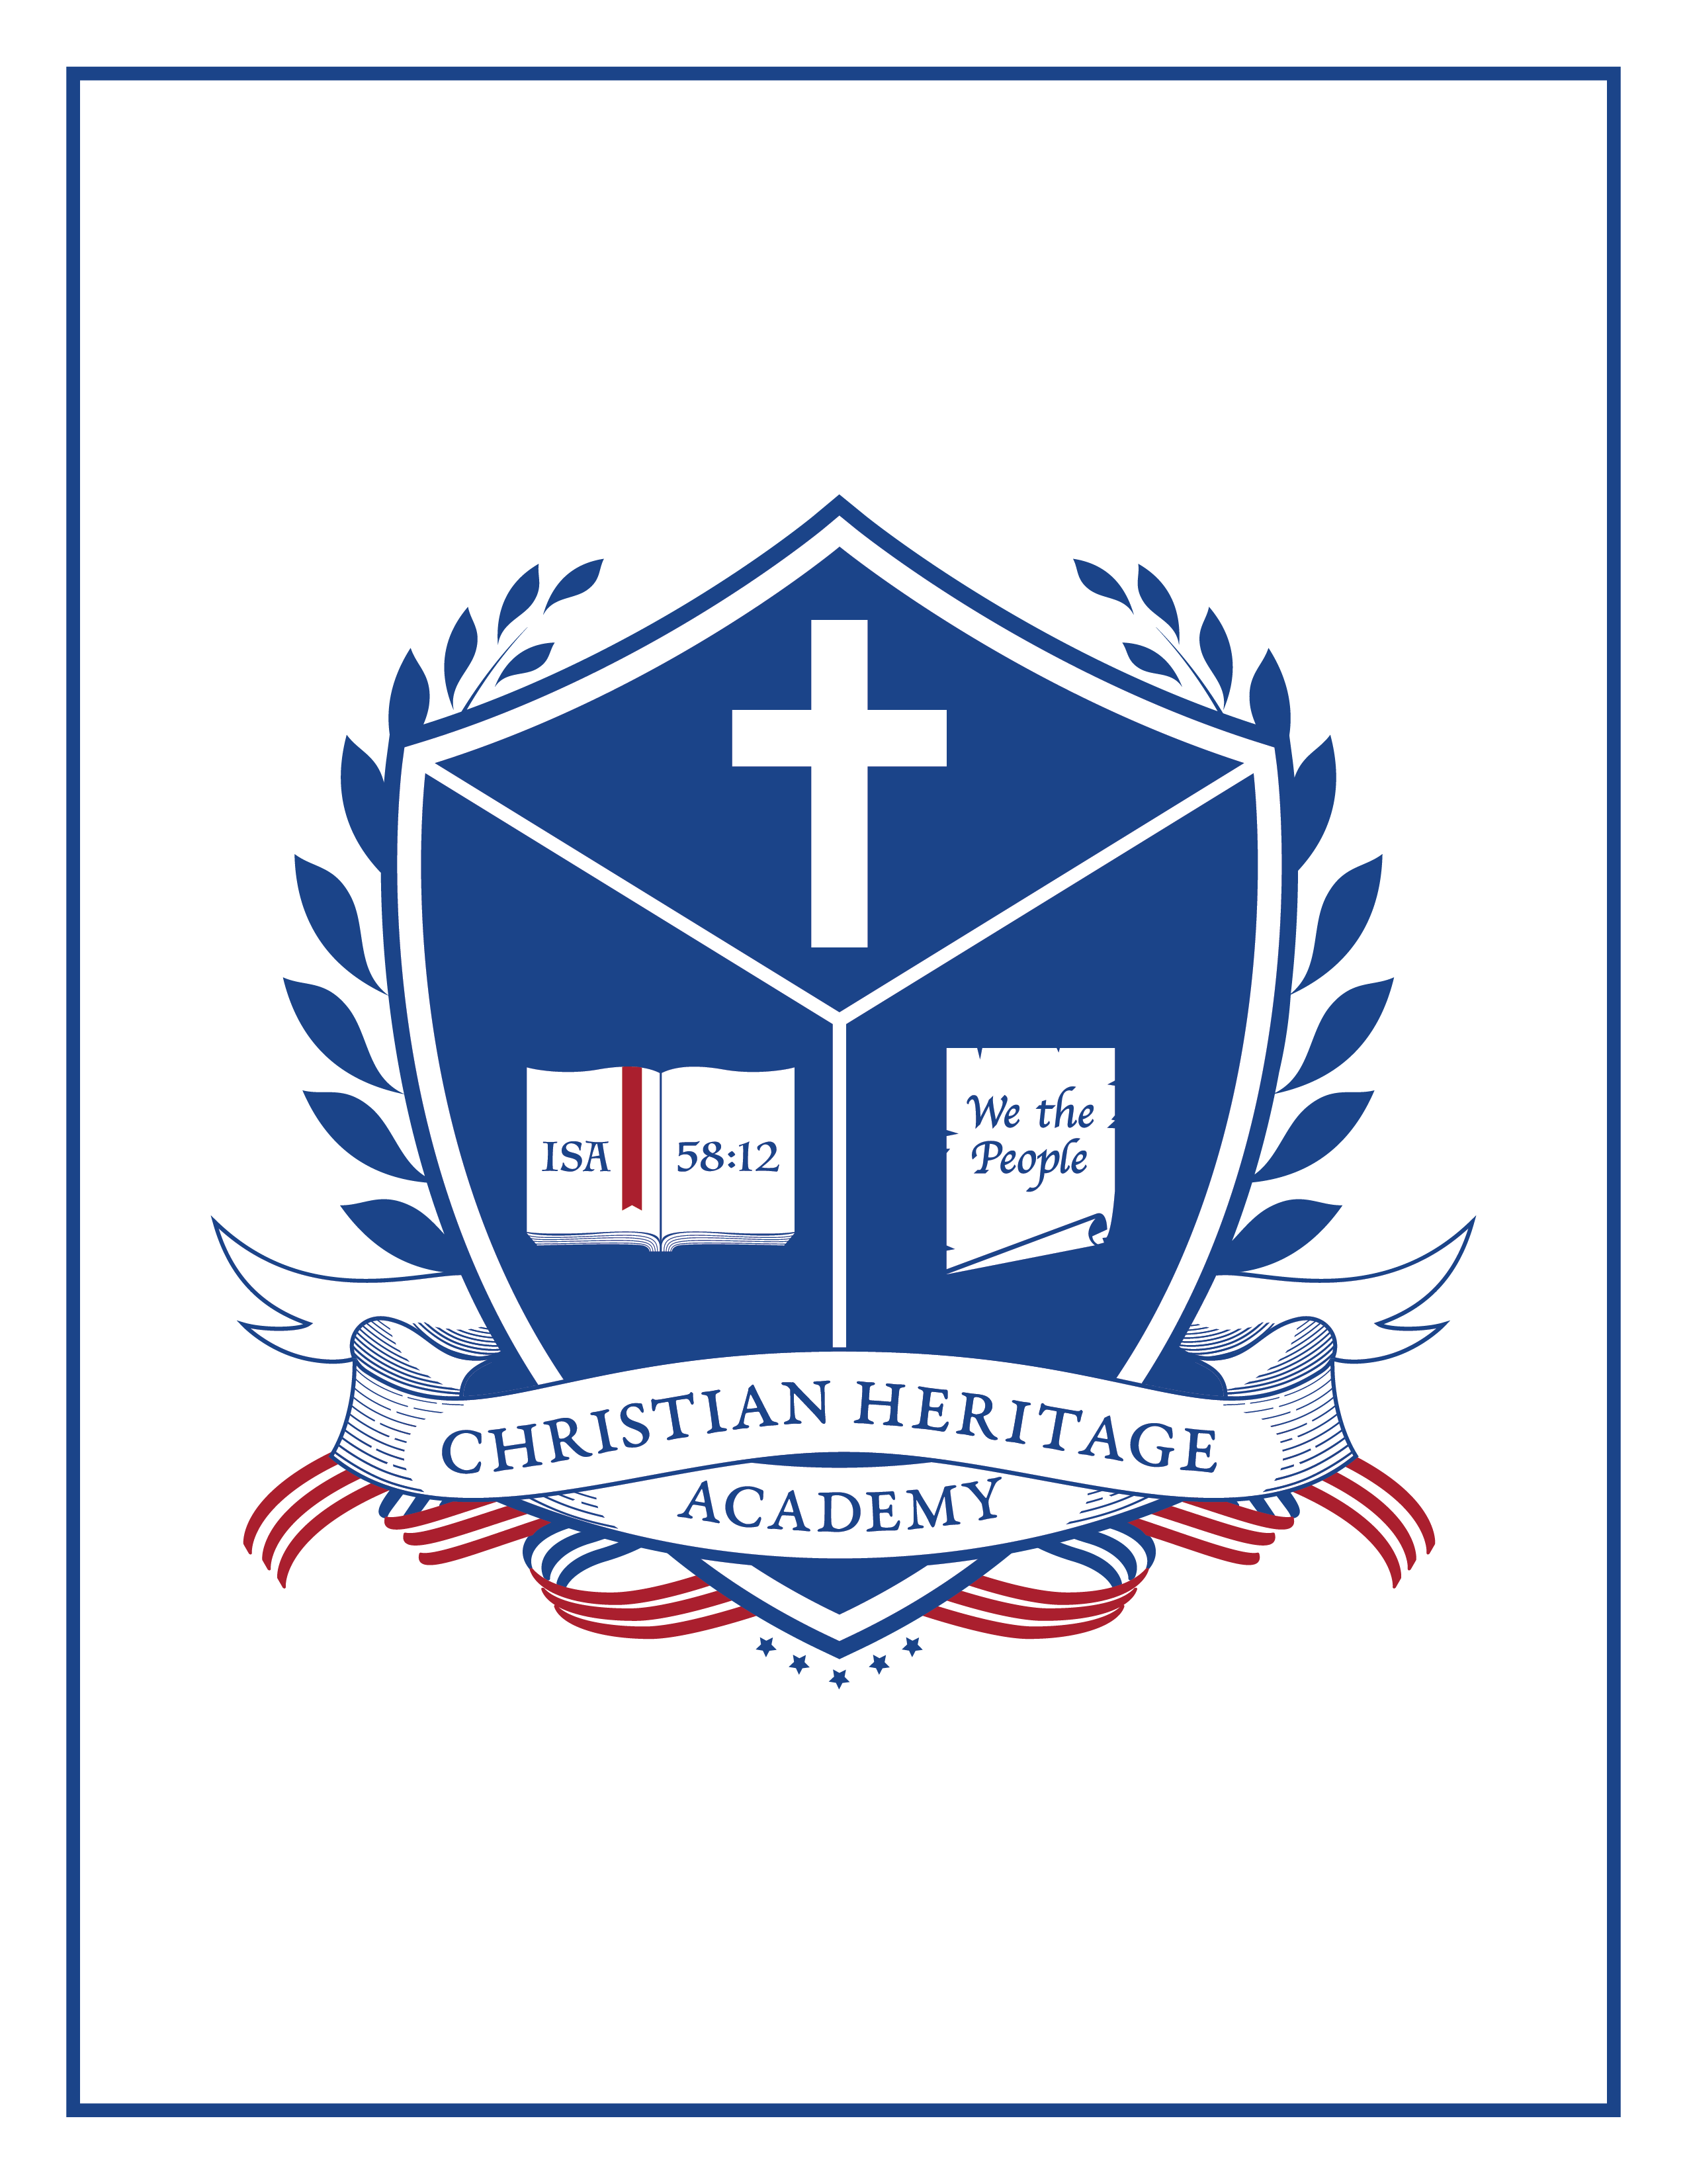 ISA 58:12
We the
People
CHRISTIAN HERITAGE
ACADEMY